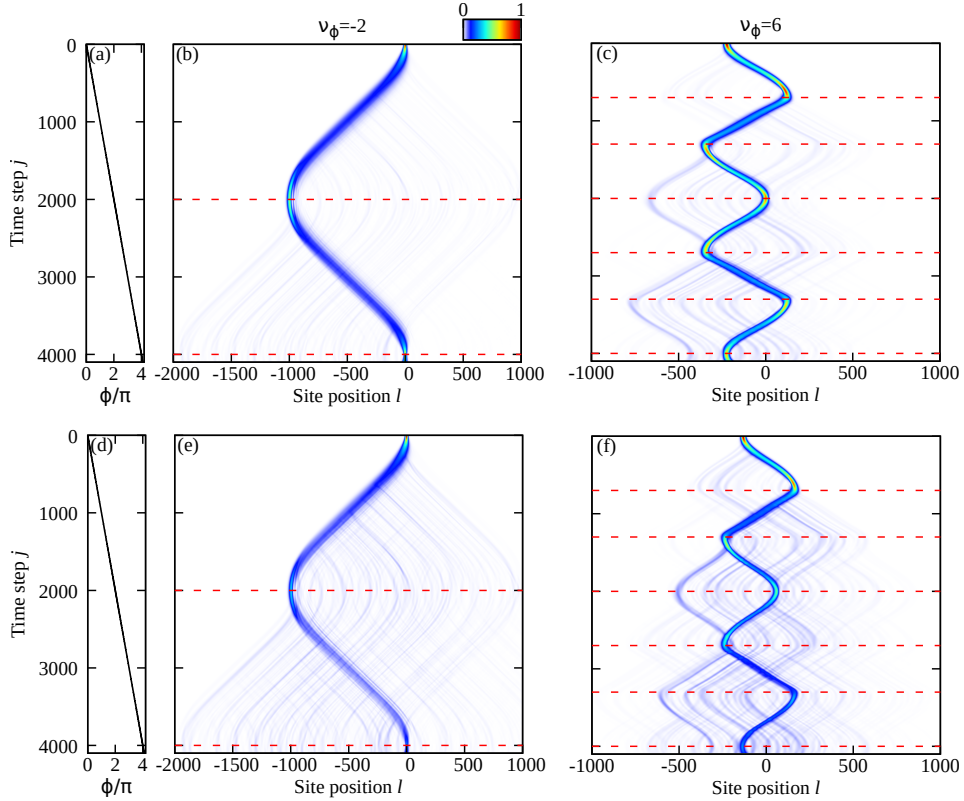 ν_ϕ=-2
0 1
ν_ϕ=6
(a)
(b)
(c)
0
1000
2000
3000
4000
Time step j
0 2 4
ϕ/π
-2000 -1500 -1000 -500 0 500 1000
Site position l
-1000 -500 0 500 1000
Site position l
(d)
(e)
(f)
0
1000
2000
3000
4000
Time step j
0 2 4
ϕ/π
-2000 -1500 -1000 -500 0 500 1000
Site position l
-1000 -500 0 500 1000
Site position l